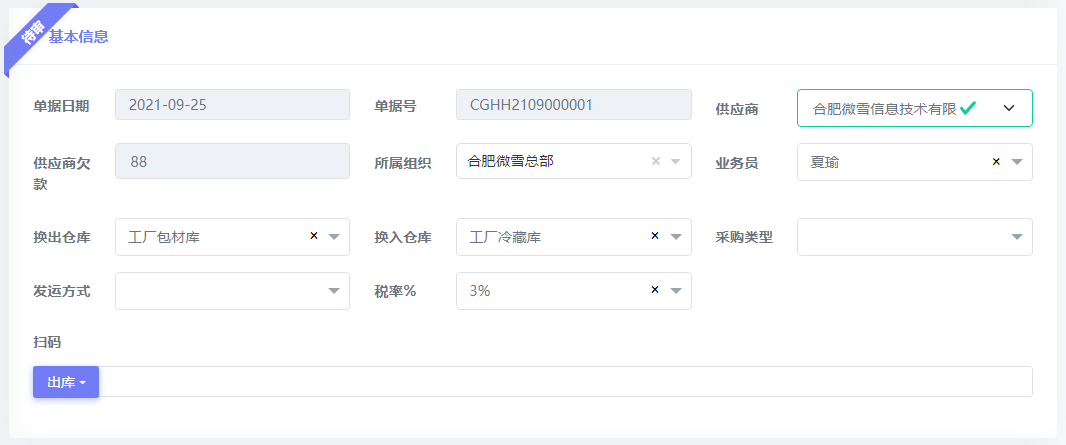 待审
基本信息
单据日期 2021-09-25 单据号 CGHH2109000001 供应商 合肥微雪信息技术有限
供应商欠款 88 所属组织 合肥微雪总部 × 业务员 夏瑜 ×
换出仓库 工厂包材库 × 换入仓库 工厂冷藏库 × 采购类型
发运方式 税率% 3% ×
扫码
出库